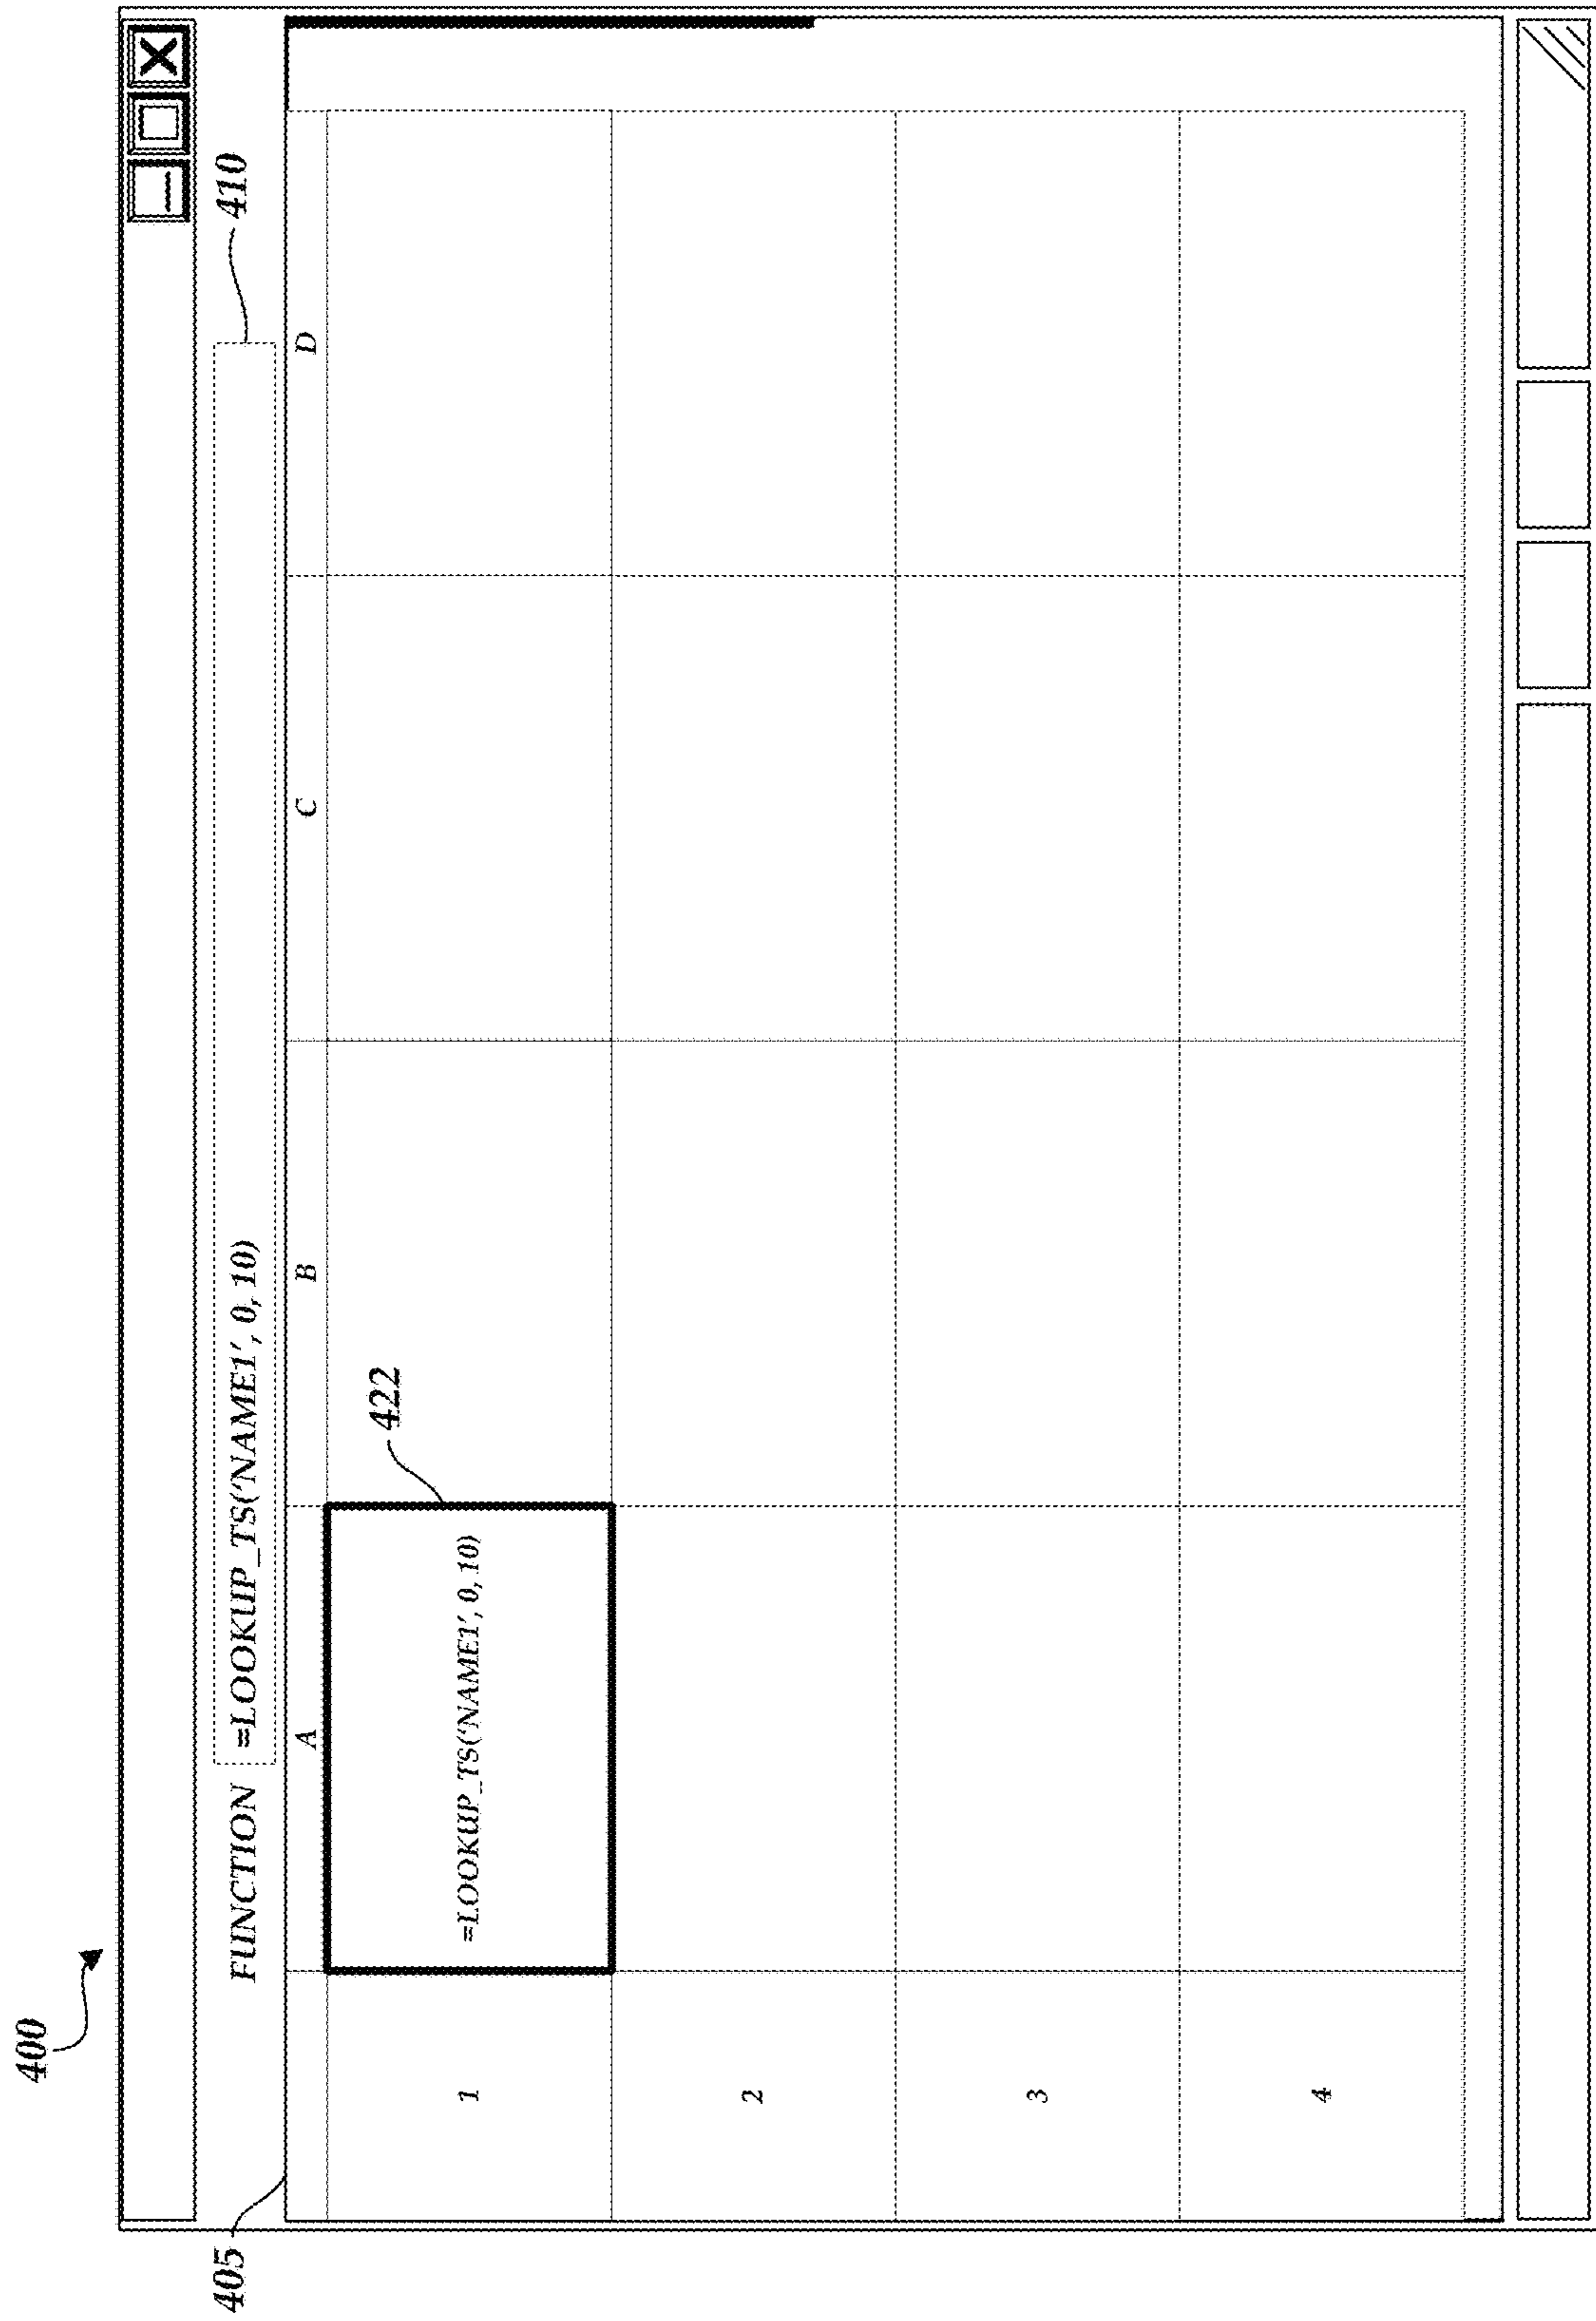 400
410
FUNCTION =LOOKUP_TS('NAME1', 0, 10)
405
A B C D
422
1 =LOOKUP_TS('NAME1', 0, 10)
2
3
4